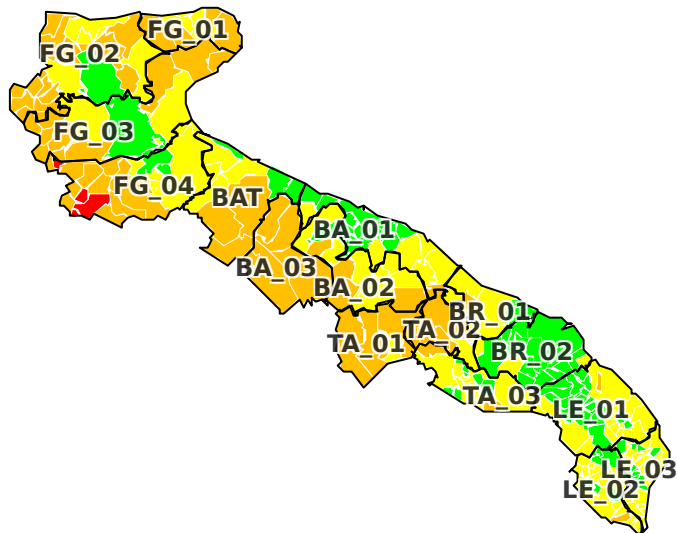 FG_01
FG_02
FG_03
FG_04
BAT
BA_01
BA_03
BA_02
BR_01
TA_02
TA_01
BR_02
TA_03
LE_01
LE_03
LE_02